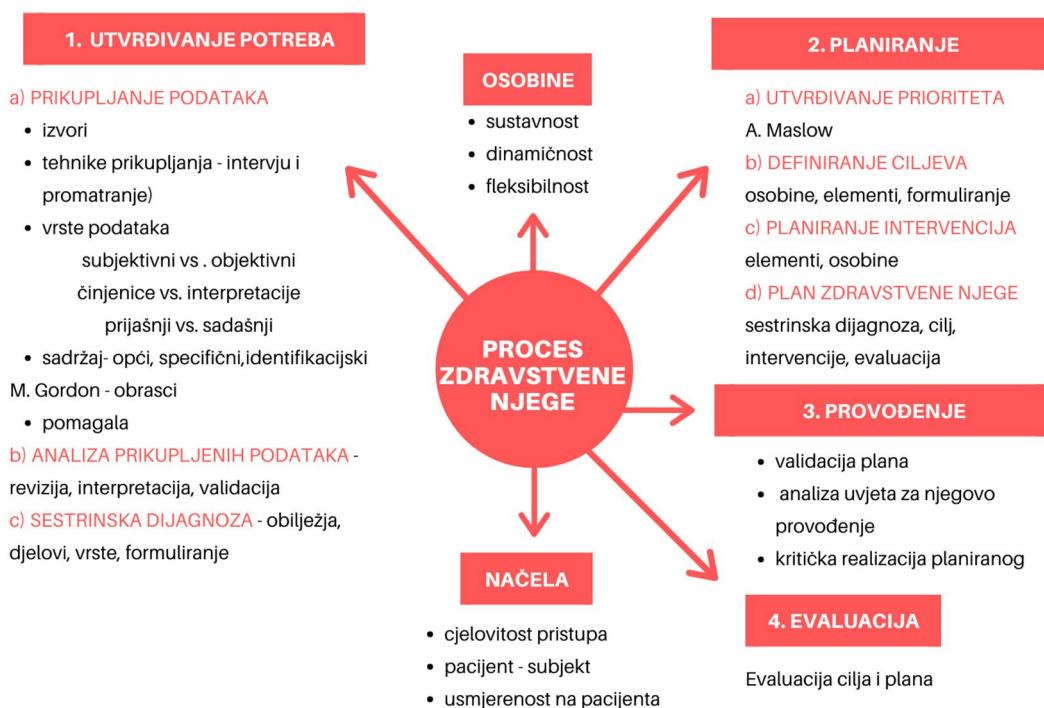 1. UTVRĐIVANJE POTREBA
a) PRIKUPLJANJE PODATAKA
• izvori
• tehnike prikupljanja - intervju i
promatranje)
• vrste podataka
subjektivni vs . objektivni
činjenice vs. interpretacije
prijašnji vs. sadašnji
• sadržaj- opći, specifični,identifikacijski
M. Gordon - obrasci
• pomagala
b) ANALIZA PRIKUPLJENIH PODATAKA -
revizija, interpretacija, validacija
c) SESTRINSKA DIJAGNOZA - obilježja,
djelovi, vrste, formuliranje
OSOBINE
• sustavnost
• dinamičnost
• fleksibilnost
PROCES
ZDRAVSTVENE
NJEGE
NAČELA
• cjelovitost pristupa
• pacijent - subjekt
• usmjerenost na pacijenta
2. PLANIRANJE
a) UTVRĐIVANJE PRIORITETA
A. Maslow
b) DEFINIRANJE CILJEVA
osobine, elementi, formuliranje
c) PLANIRANJE INTERVENCIJA
elementi, osobine
d) PLAN ZDRAVSTVENE NJEGE
sestrinska dijagnoza, cilj,
intervencije, evaluacija
3. PROVOĐENJE
• validacija plana
• analiza uvjeta za njegovo
provođenje
• kritička realizacija planiranog
4. EVALUACIJA
Evaluacija cilja i plana